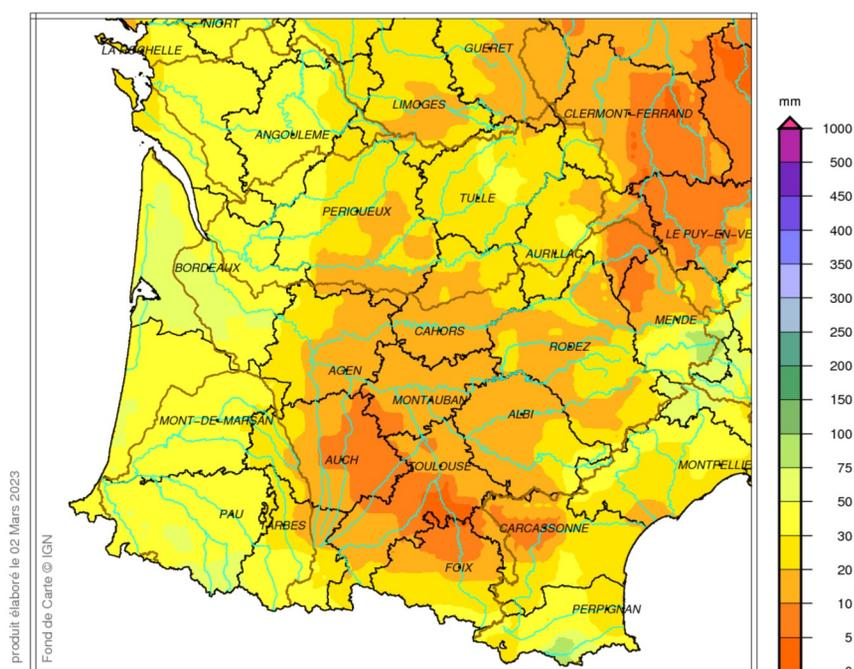 NIORT
LA ROCHELLE
GUERET
LIMOGES
CLERMONT-FERRAND
ANGOULEME
PERIGUEUX
TULLE
LE PUY-EN-VE
AURILLAC
BORDEAUX
MENDE
CAHORS
RODEZ
AGEN
MONTAUBAN
ALBI
MONT-DE-MARSAN
AUCH
TOULOUSE
MONTPELLIE
PAU
TARBES
CARCASSONNE
FOIX
PERPIGNAN
mm
1000
500
450
400
350
300
250
200
150
100
75
50
30
20
10
5
0
produit élaboré le 02 Mars 2023
Fond de Carte © IGN